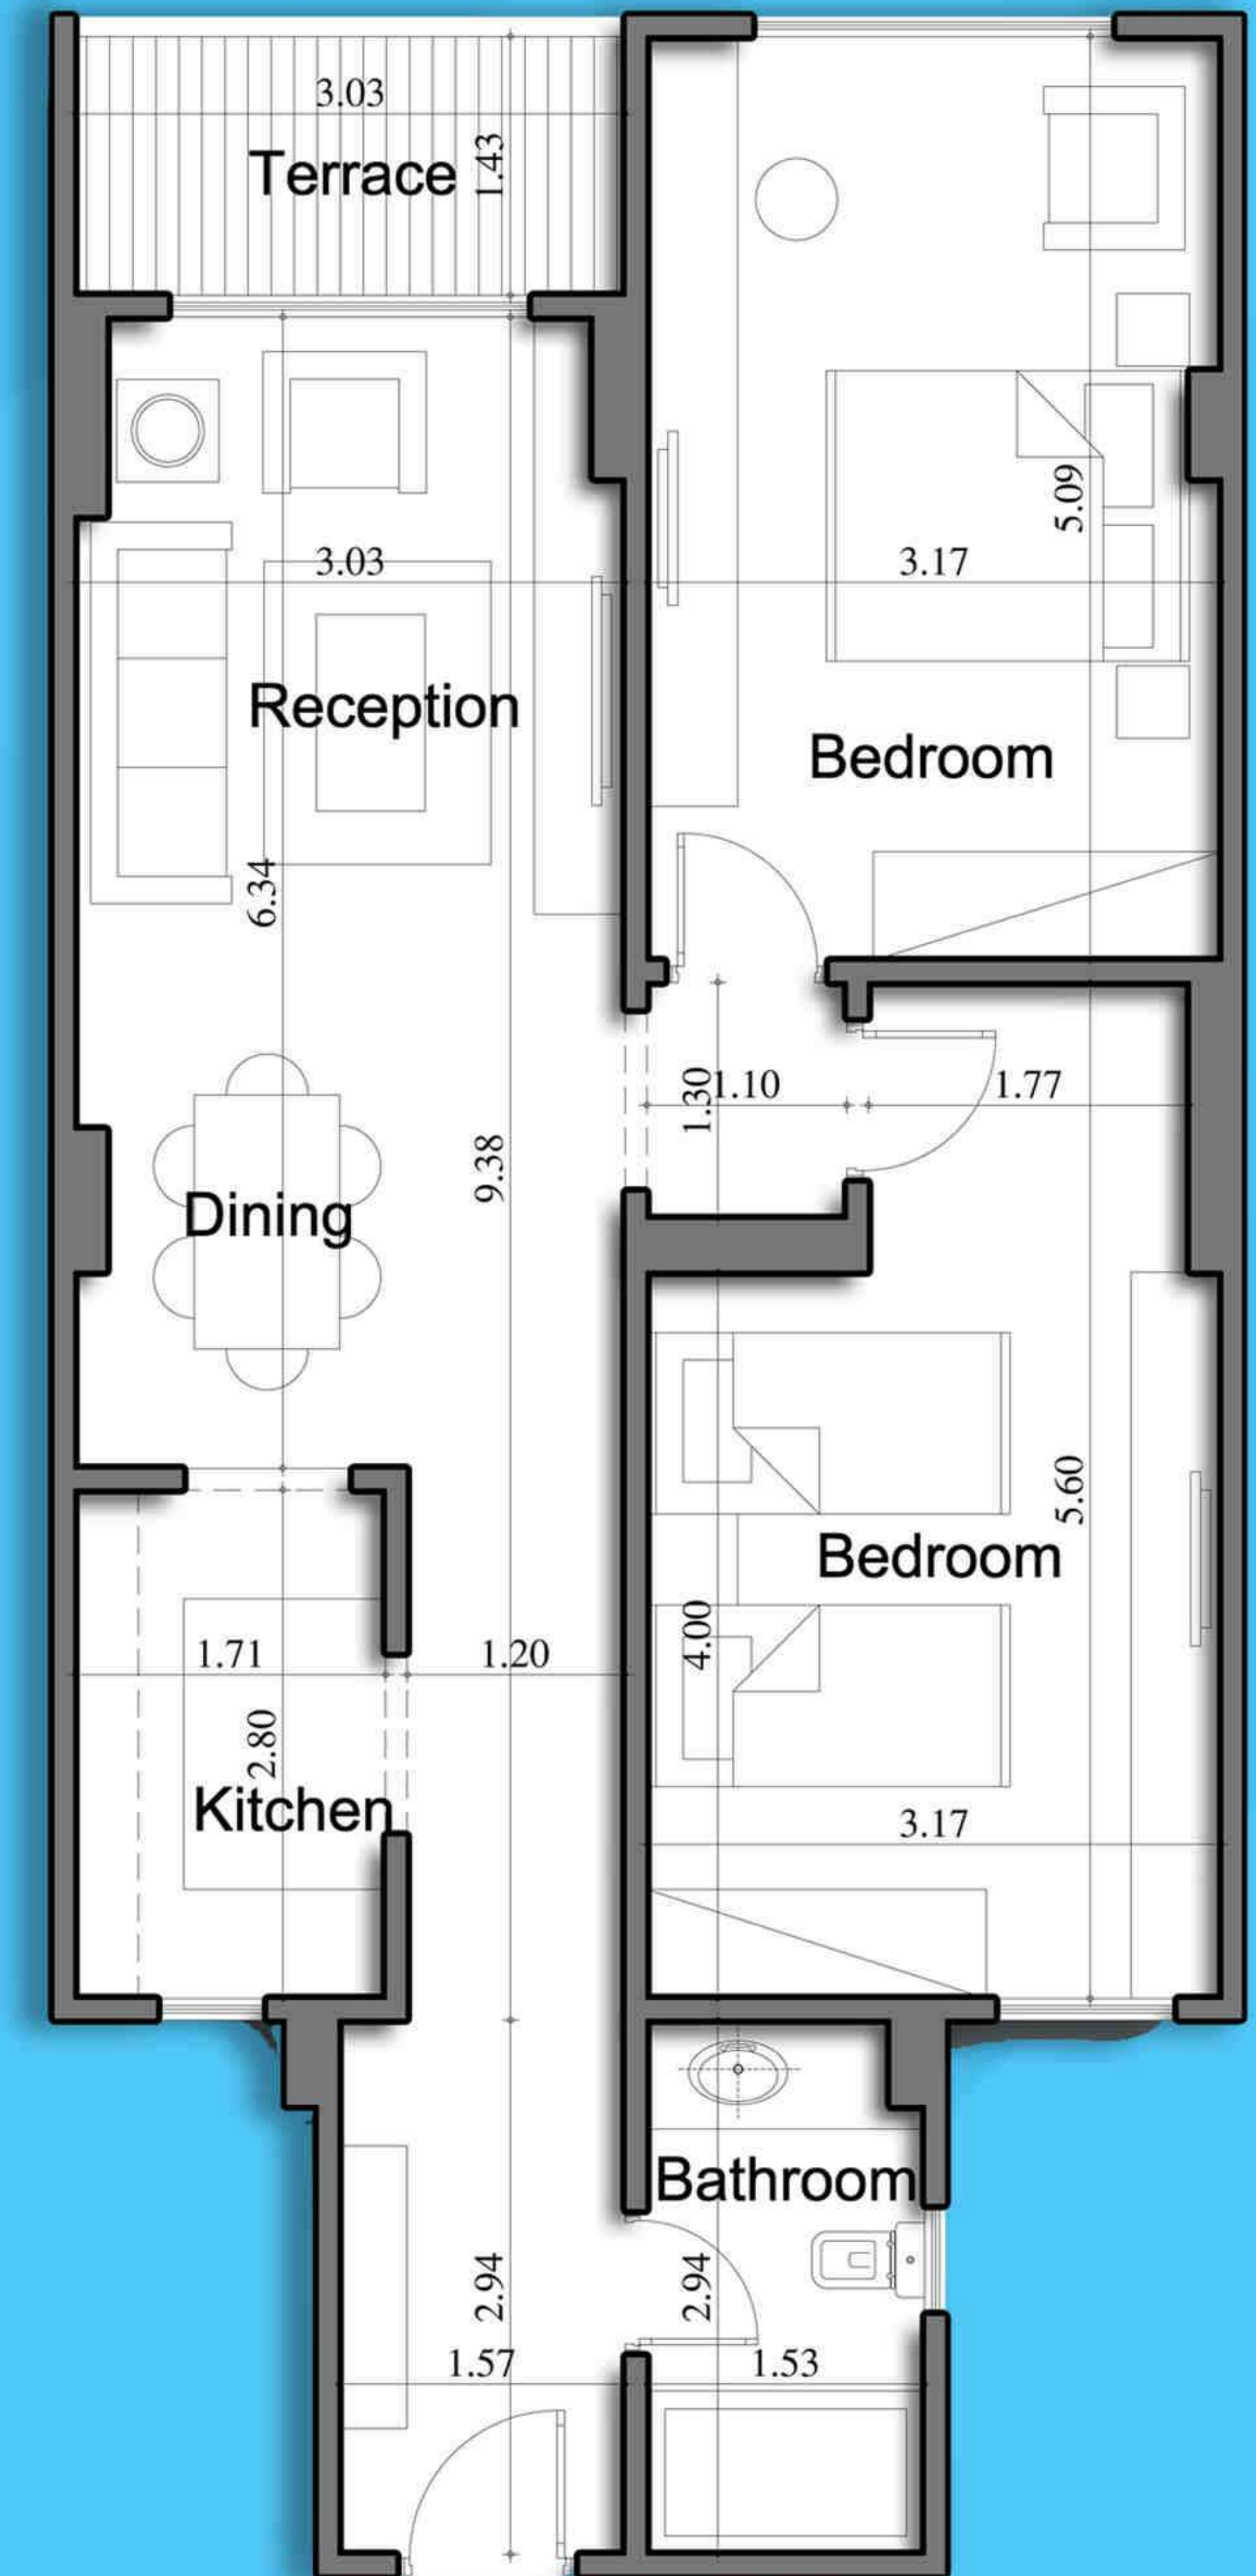 3.03
Terrace
1.43
3.03
Reception
6.34
9.38
5.09
3.17
Bedroom
1.30
1.10
1.77
Dining
5.60
Bedroom
4.00
3.17
1.71
1.20
2.80
Kitchen
Bathroom
2.94
2.94
1.57
1.53